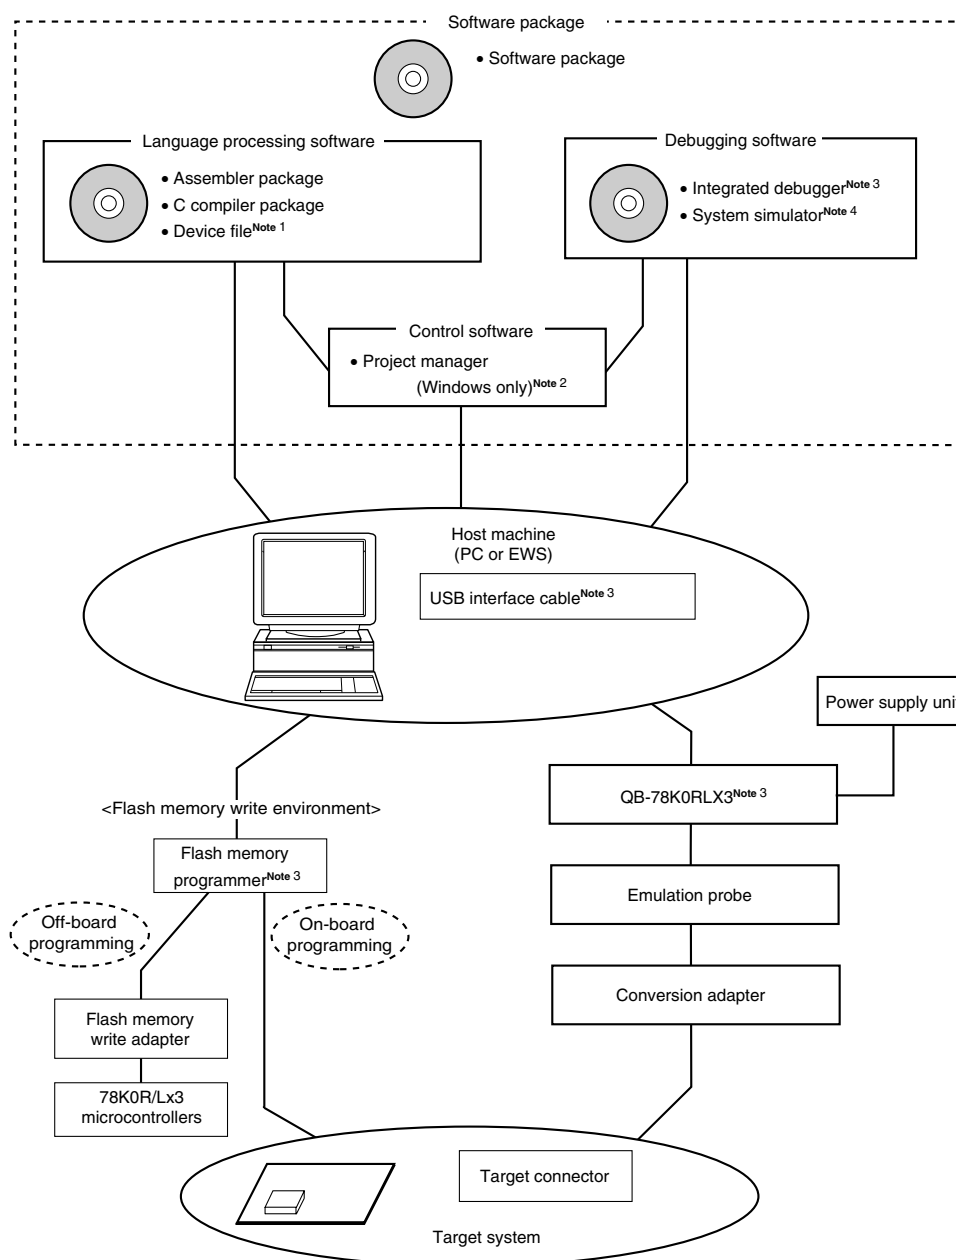 Software package
• Software package
Language processing software
• Assembler package
• C compiler package
• Device fileNote 1
Debugging software
• Integrated debuggerNote 3
• System simulatorNote 4
Control software
• Project manager
(Windows only)Note 2
Host machine
(PC or EWS)
USB interface cableNote 3
Power supply unit
<Flash memory write environment>
QB-78K0RLX3Note 3
Flash memory
programmerNote 3
Emulation probe
Off-board
programming
On-board
programming
Conversion adapter
Flash memory
write adapter
78K0R/Lx3
microcontrollers
Target connector
Target system